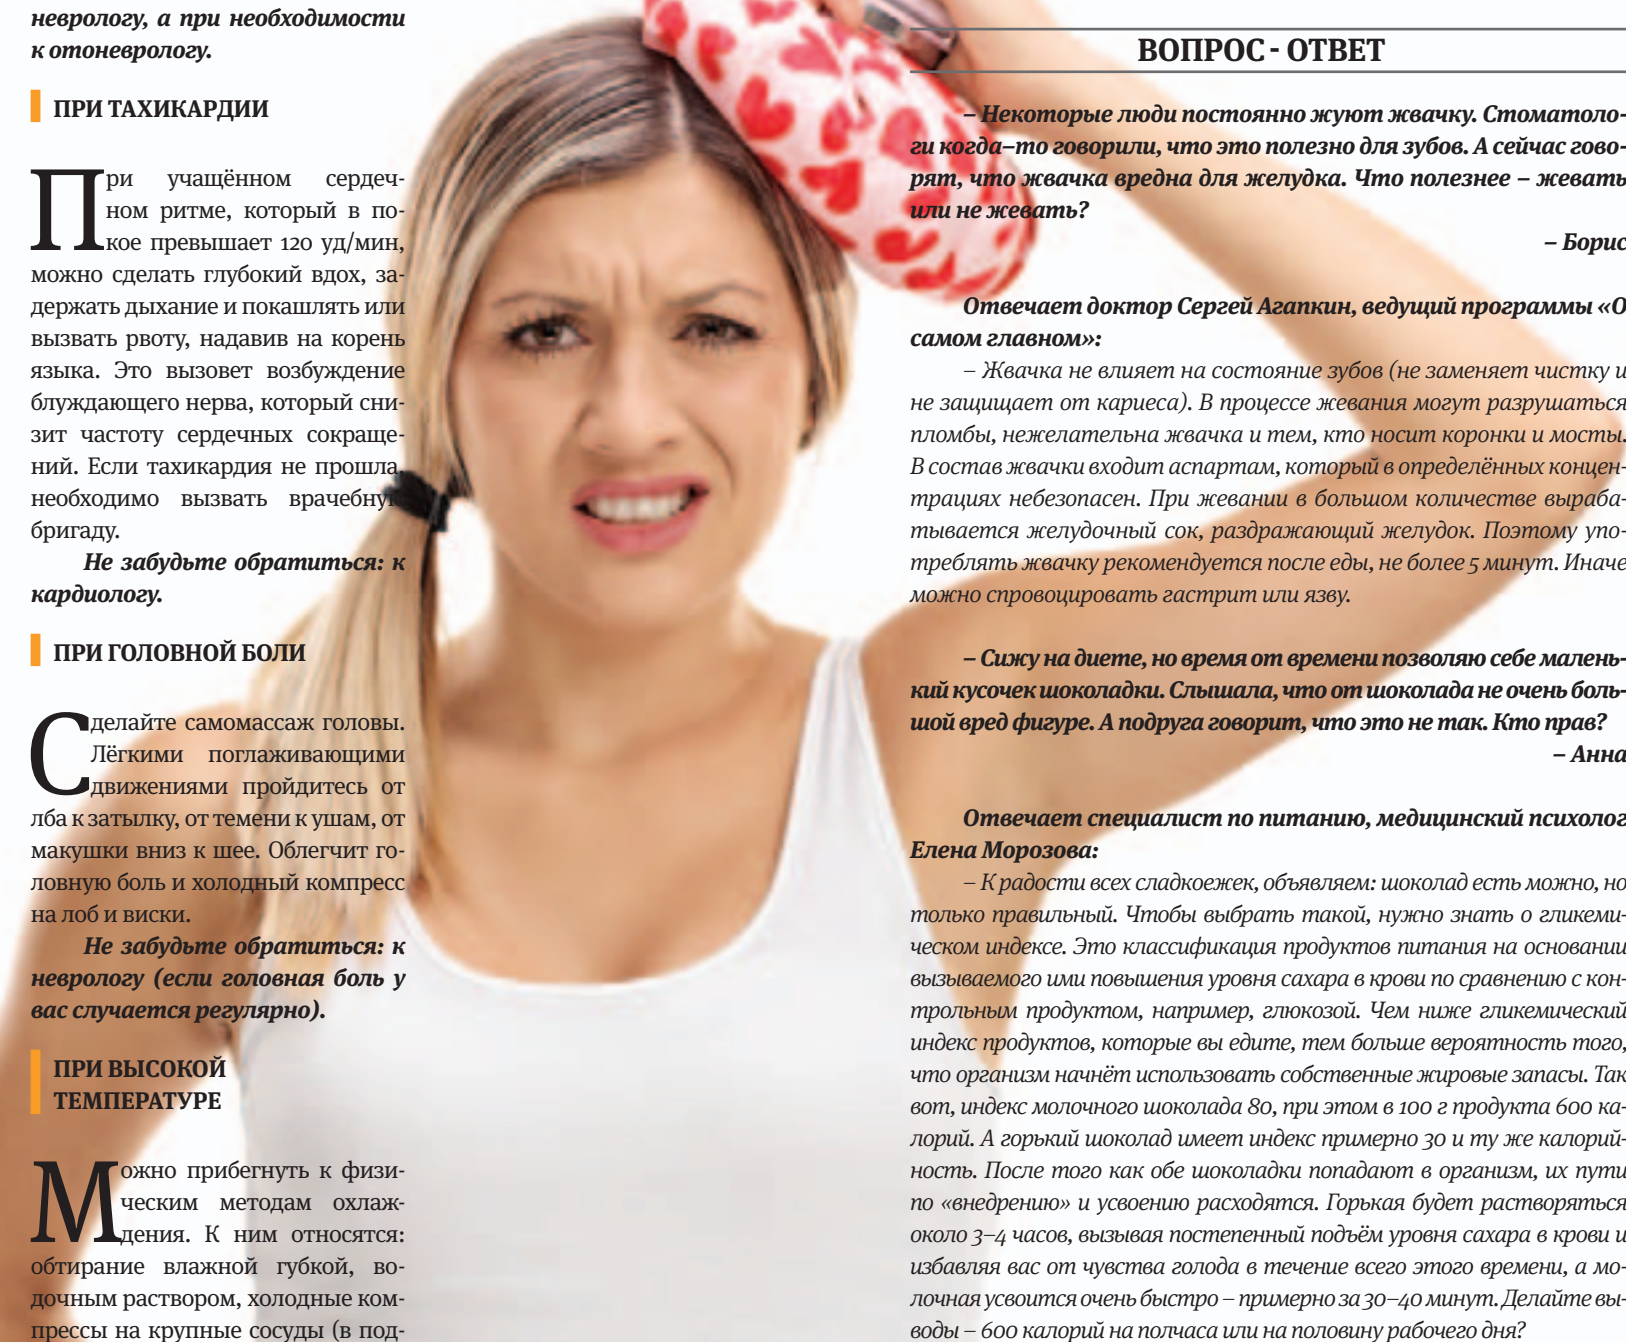 неврологу, а при необходимости
к отоневрологу.
ПРИ ТАХИКАРДИИ
При учащённом сердеч-
ном ритме, который в по-
кое превышает 120 уд/мин,
можно сделать глубокий вдох, за-
держать дыхание и покашлять или
вызвать рвоту, надавив на корень
языка. Это вызовет возбуждение
блуждающего нерва, который сни-
зит частоту сердечных сокраще-
ний. Если тахикардия не прошла,
необходимо вызвать врачебную
бригаду.
Не забудьте обратиться: к
кардиологу.
ПРИ ГОЛОВНОЙ БОЛИ
Сделайте самомассаж головы.
Лёгкими поглаживающими
движениями пройдитесь от
лба к затылку, от темени к ушам, от
макушки вниз к шее. Облегчит го-
ловную боль и холодный компресс
на лоб и виски.
Не забудьте обратиться: к
неврологу (если головная боль у
вас случается регулярно).
ПРИ ВЫСОКОЙ
ТЕМПЕРАТУРЕ
Можно прибегнуть к физи-
ческим методам охлаж-
дения. К ним относятся:
обтирание влажной губкой, во-
дочным раствором, холодные ком-
прессы на крупные сосуды (в под-
ВОПРОС - ОТВЕТ
– Некоторые люди постоянно жуют жвачку. Стоматоло-
ги когда–то говорили, что это полезно для зубов. А сейчас гово-
рят, что жвачка вредна для желудка. Что полезнее – жевать
или не жевать?
– Борис
Отвечает доктор Сергей Агапкин, ведущий программы «О
самом главном»:
– Жвачка не влияет на состояние зубов (не заменяет чистку и
не защищает от кариеса). В процессе жевания могут разрушаться
пломбы, нежелательна жвачка и тем, кто носит коронки и мосты.
В состав жвачки входит аспартам, который в определённых концен-
трациях небезопасен. При жевании в большом количестве выраба-
тывается желудочный сок, раздражающий желудок. Поэтому упо-
треблять жвачку рекомендуется после еды, не более 5 минут. Иначе
можно спровоцировать гастрит или язву.
– Сижу на диете, но время от времени позволяю себе малень-
кий кусочек шоколадки. Слышала, что от шоколада не очень боль-
шой вред фигуре. А подруга говорит, что это не так. Кто прав?
– Анна
Отвечает специалист по питанию, медицинский психолог
Елена Морозова:
– К радости всех сладкоежек, объявляем: шоколад есть можно, но
только правильный. Чтобы выбрать такой, нужно знать о гликеми-
ческом индексе. Это классификация продуктов питания на основании
вызываемого ими повышения уровня сахара в крови по сравнению с кон-
трольным продуктом, например, глюкозой. Чем ниже гликемический
индекс продуктов, которые вы едите, тем больше вероятность того,
что организм начнёт использовать собственные жировые запасы. Так
вот, индекс молочного шоколада 80, при этом в 100 г продукта 600 ка-
лорий. А горький шоколад имеет индекс примерно 30 и ту же калорий-
ность. После того как обе шоколадки попадают в организм, их пути
по «внедрению» и усвоению расходятся. Горькая будет растворяться
около 3–4 часов, вызывая постепенный подъём уровня сахара в крови и
избавляя вас от чувства голода в течение всего этого времени, а мо-
лочная усвоится очень быстро – примерно за 30–40 минут. Делайте вы-
воды – 600 калорий на полчаса или на половину рабочего дня?